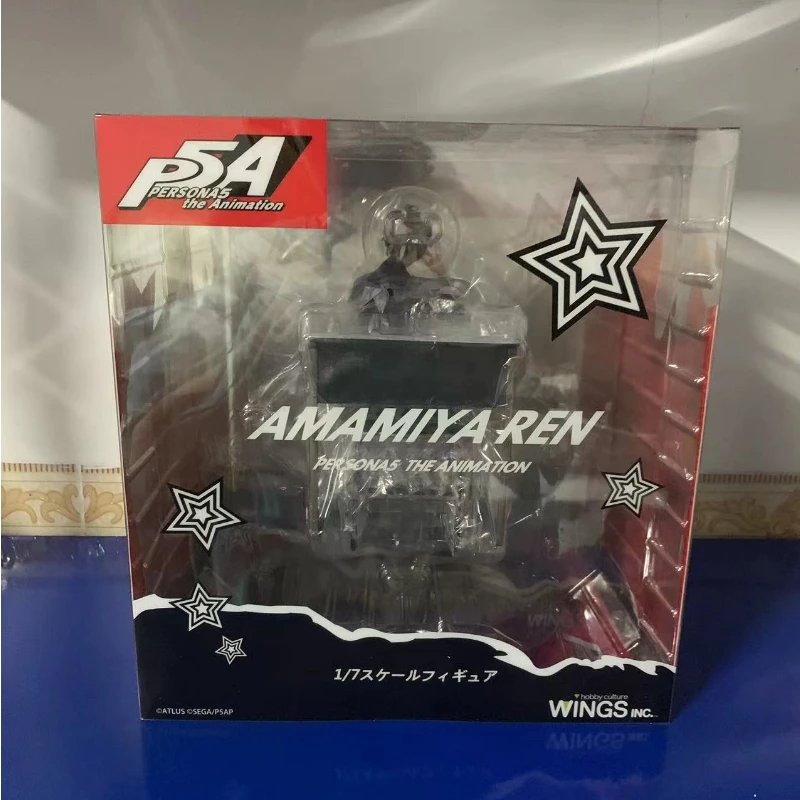 P5A
PERSONA5
the Animation
AMAMIYA REN
PERSONA5 THE ANIMATION
1/7スケールフィギュア
©ATLUS ©SEGA/P5AP
hobby culture
WINGS INC.